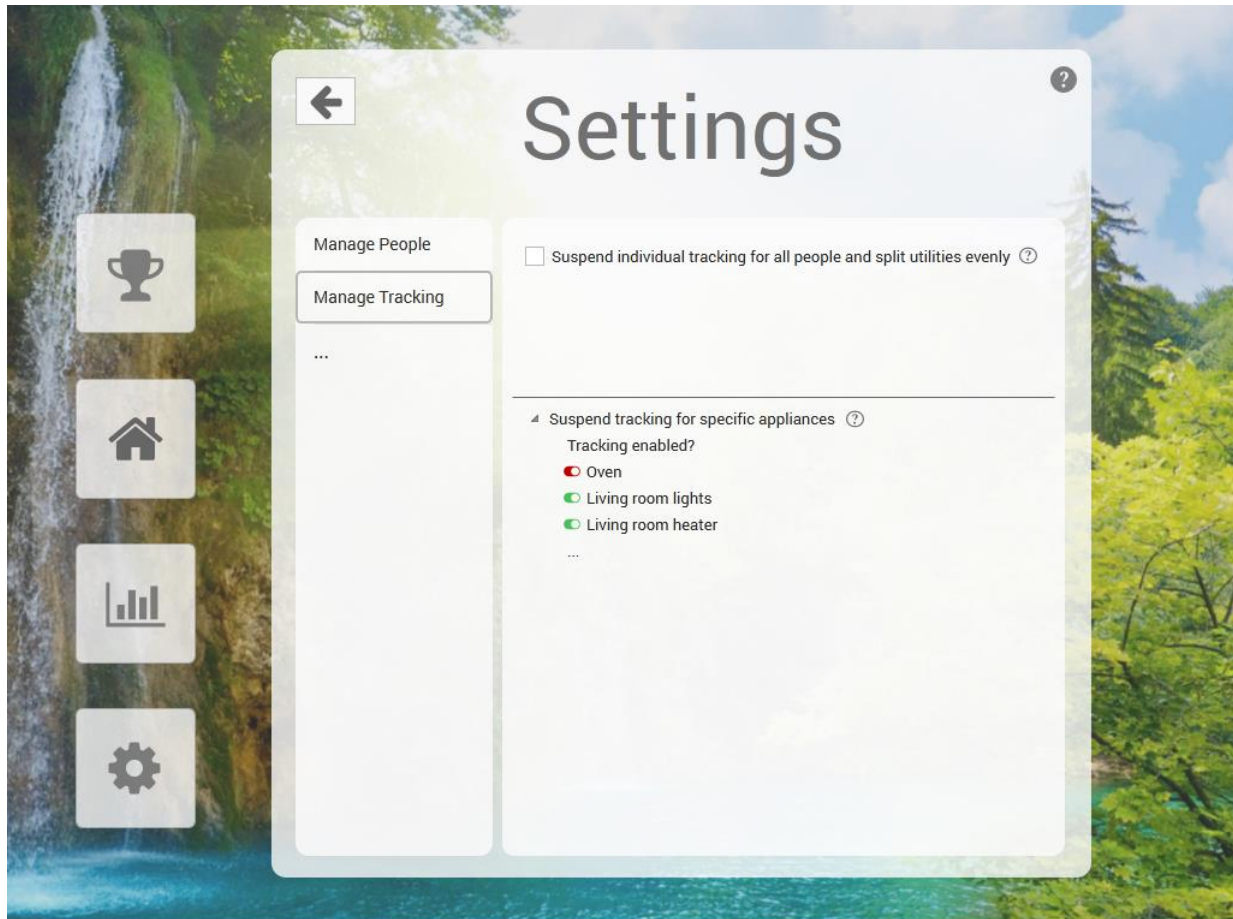 Settings
?
Manage People
Manage Tracking
...
Suspend individual tracking for all people and split utilities evenly ?
Suspend tracking for specific appliances ?
Tracking enabled?
Oven
Living room lights
Living room heater
...